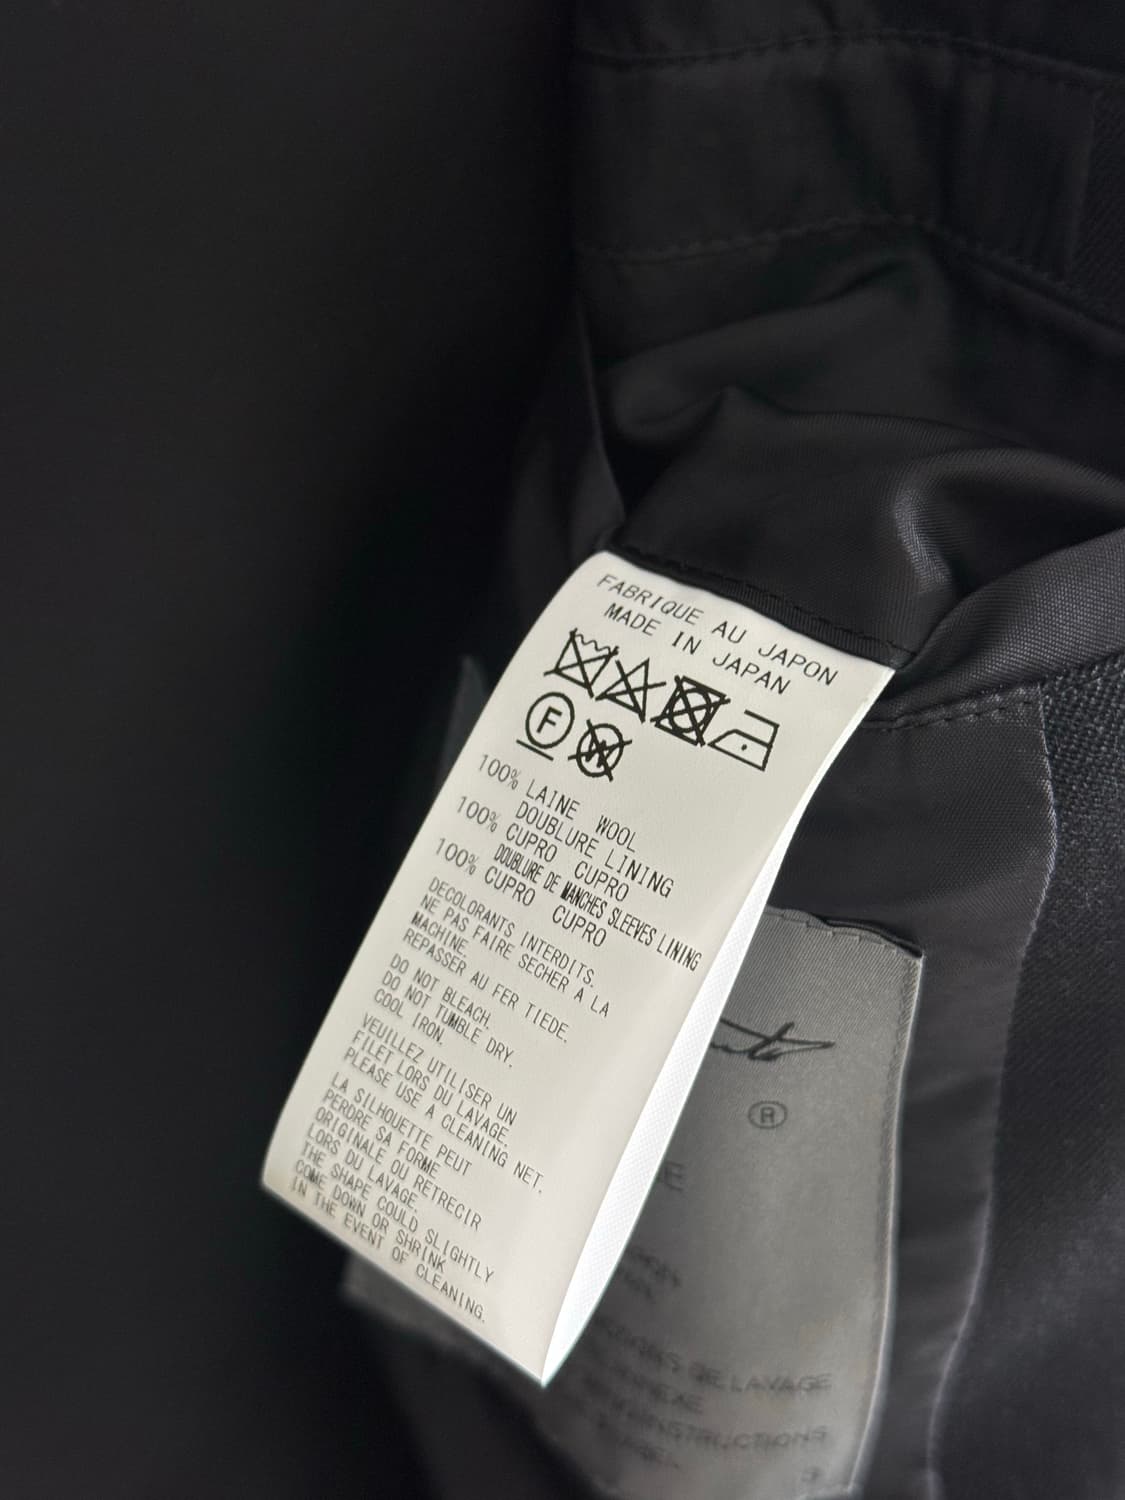 FABRIQUE AU JAPON
MADE IN JAPAN
F W
100% LAINE WOOL
DOUBLURE LINING
100% CUPRO CUPRO
DOUBLURE DE MANCHES SLEEVES LINING
100% CUPRO CUPRO
DECOLORANTS INTERDITS.
NE PAS FAIRE SECHER A LA
MACHINE.
REPASSER AU FER TIEDE.
DO NOT BLEACH.
DO NOT TUMBLE DRY.
COOL IRON.
VEUILLEZ UTILISER UN
FILET LORS DU LAVAGE.
PLEASE USE A CLEANING NET.
LA SILHOUETTE PEUT
PERDRE SA FORME
ORIGINALE OU RETRECIR
LORS DU LAVAGE.
THE SHAPE COULD SLIGHTLY
COME DOWN OR SHRINK
IN THE EVENT OF CLEANING.
®
DE LAVAGE
INSTRUCTIONS